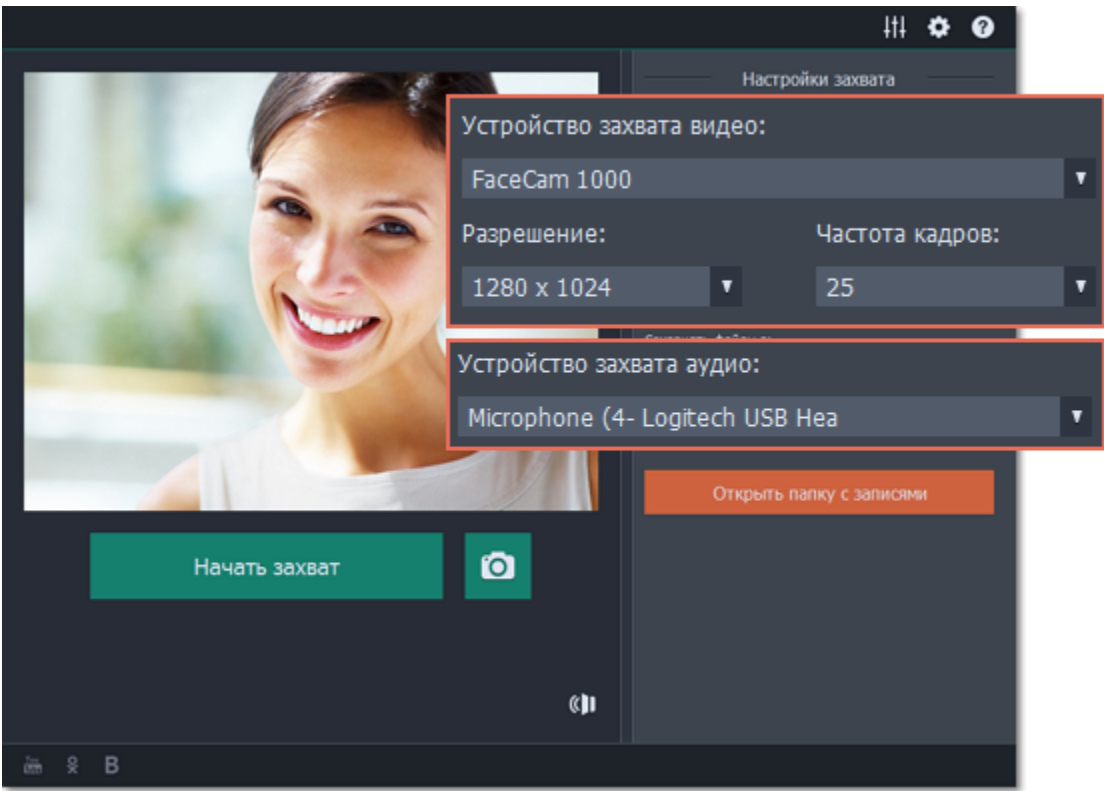 Настройки захвата
Устройство захвата видео:
FaceCam 1000
Разрешение: Частота кадров:
1280 x 1024 25
Устройство захвата аудио:
Microphone (4- Logitech USB Hea
Открыть папку с записями
Начать захват
B